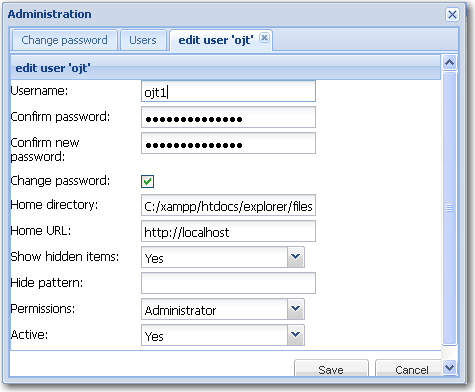 Administration
Change password Users edit user 'ojt'
edit user 'ojt'
Username: ojt1
Confirm password: ●●●●●●●●●●●●●●
Confirm new password: ●●●●●●●●●●●●●●
Change password:
Home directory: C:/xampp/htdocs/explorer/files
Home URL: http://localhost
Show hidden items: Yes
Hide pattern:
Permissions: Administrator
Active: Yes
Save Cancel